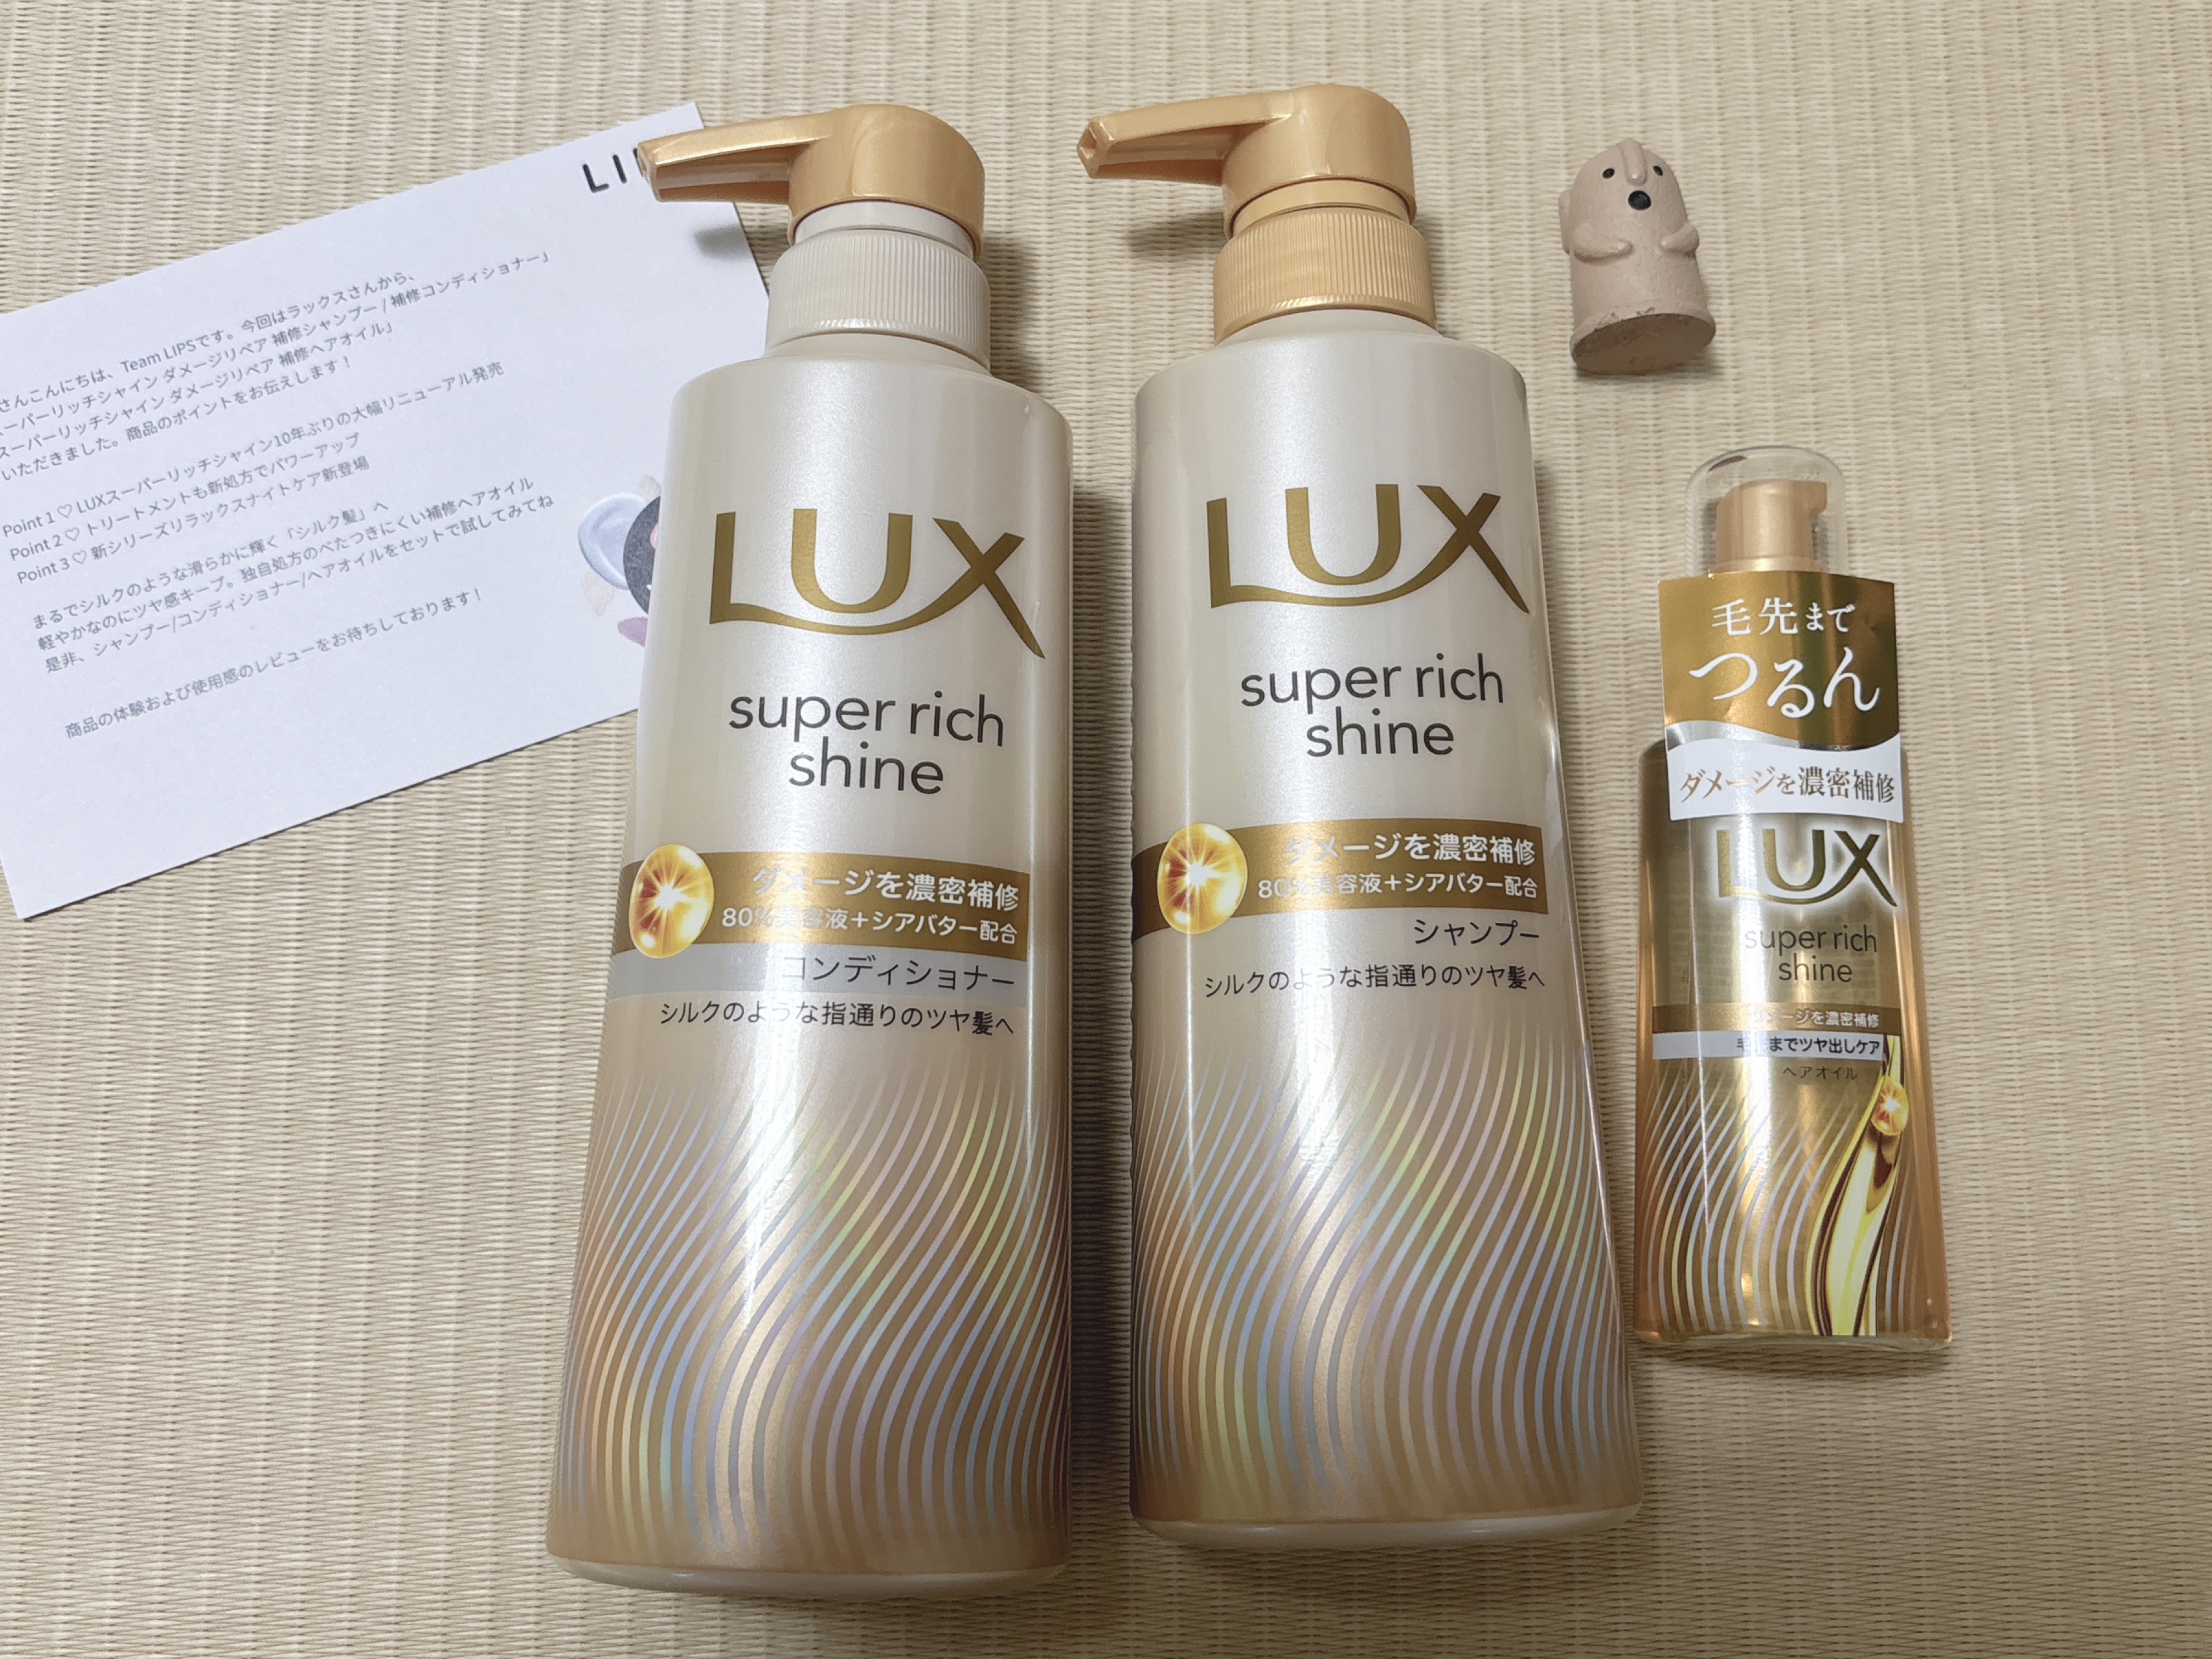 LI
さんこんにちは、Team LIPSです。今回はラックスさんから、
ーパーリッチシャイン ダメージリペア 補修シャンプー / 補修コンディショナー」
スーパーリッチシャイン ダメージリペア 補修ヘアオイル」
いただきました。商品のポイントをお伝えします！
Point 1 ♡ LUXスーパーリッチシャイン10年ぶりの大幅リニューアル発売
Point 2 ♡ トリートメントも新処方でパワーアップ
Point 3 ♡ 新シリーズリラックスナイトケア新登場
まるでシルクのような滑らかに輝く「シルク髪」へ
軽やかなのにツヤ感キープ。独自処方のべたつきにくい補修ヘアオイル
是非、シャンプー/コンディショナー/ヘアオイルをセットで試してみてね
商品の体験および使用感のレビューをお待ちしております！
LUX
super rich
shine
ダメージを濃密補修
80%美容液＋シアバター配合
コンディショナー
シルクのような指通りのツヤ髪へ
LUX
super rich
shine
ダメージを濃密補修
80%美容液＋シアバター配合
シャンプー
シルクのような指通りのツヤ髪へ
毛先まで
つるん
ダメージを濃密補修
LUX
super rich
shine
ダメージを濃密補修
毛先までツヤ出しケア
ヘアオイル